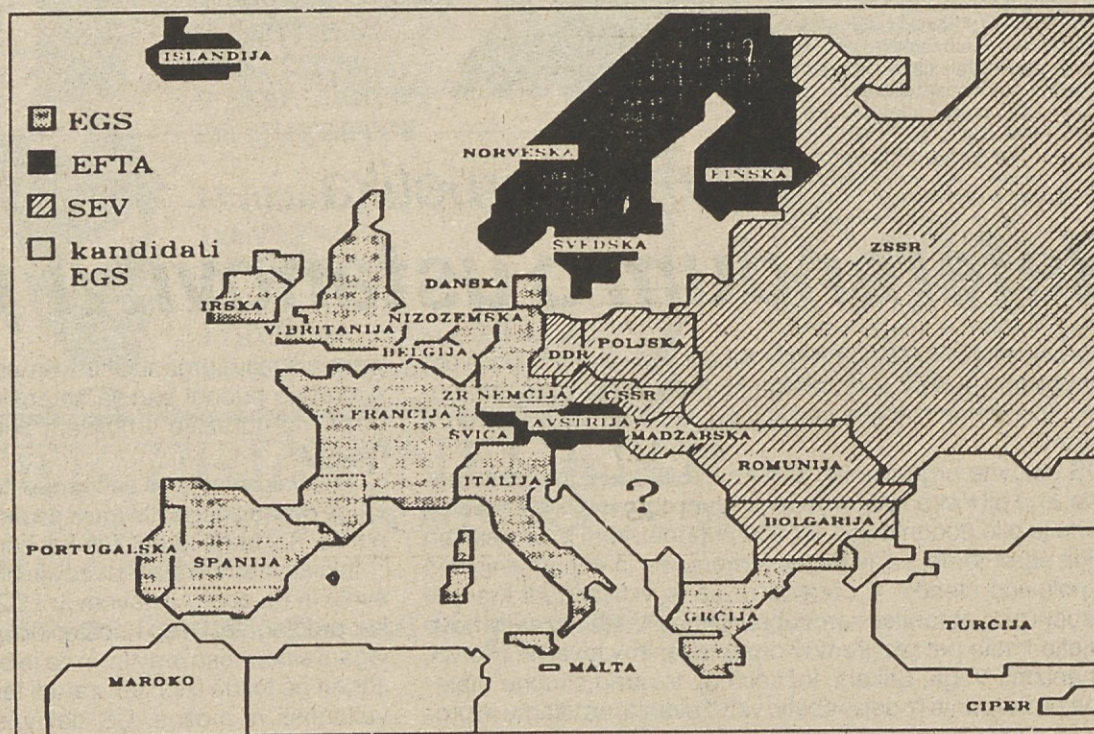 ISLANDIJA
EGS
EFTA
SEV
kandidati
EGS
NORVEŠKA
FINSKA
ŠVEDSKA
ZSSR
DANSKA
IRSKA
V.BRITANIJA
NIZOZEMSKA
BELGIJA
DDR
POLJSKA
ZR NEMČIJA
ČSSR
FRANCIJA
ŠVICA
AVSTRIJA
MADŽARSKA
ROMUNIJA
ITALIJA
?
BOLGARIJA
PORTUGALSKA
SPANIJA
GRČIJA
TURČIJA
MAROKO
MALTA
CIPER